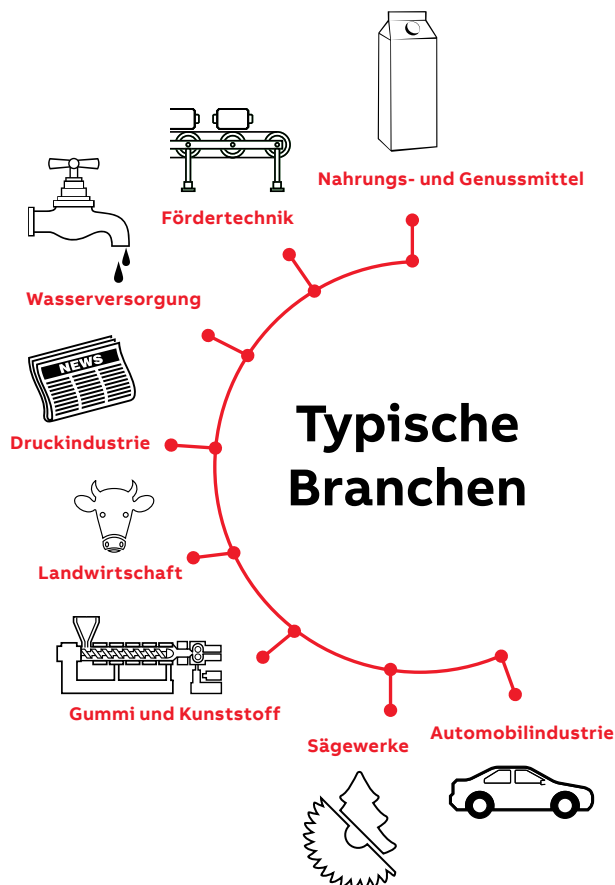 Nahrungs- und Genussmittel
Fördertechnik
Wasserversorgung
NEWS
Druckindustrie
Typische
Branchen
Landwirtschaft
Gummi und Kunststoff
Sägewerke
Automobilindustrie